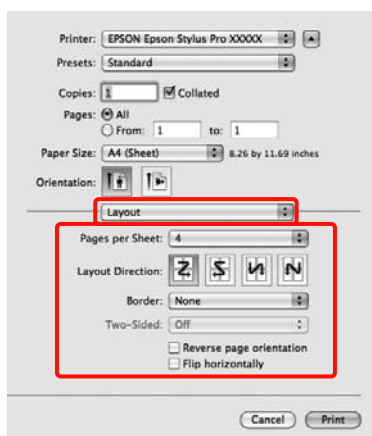 Printer: EPSON Epson Stylus Pro XXXXX
Presets: Standard
Copies: 1 Collated
Pages: All
From: 1 to: 1
Paper Size: A4 (Sheet) 8.26 by 11.69 inches
Orientation:
Layout
Pages per Sheet: 4
Layout Direction:
Border: None
Two-Sided: Off
Reverse page orientation
Flip horizontally
Cancel Print